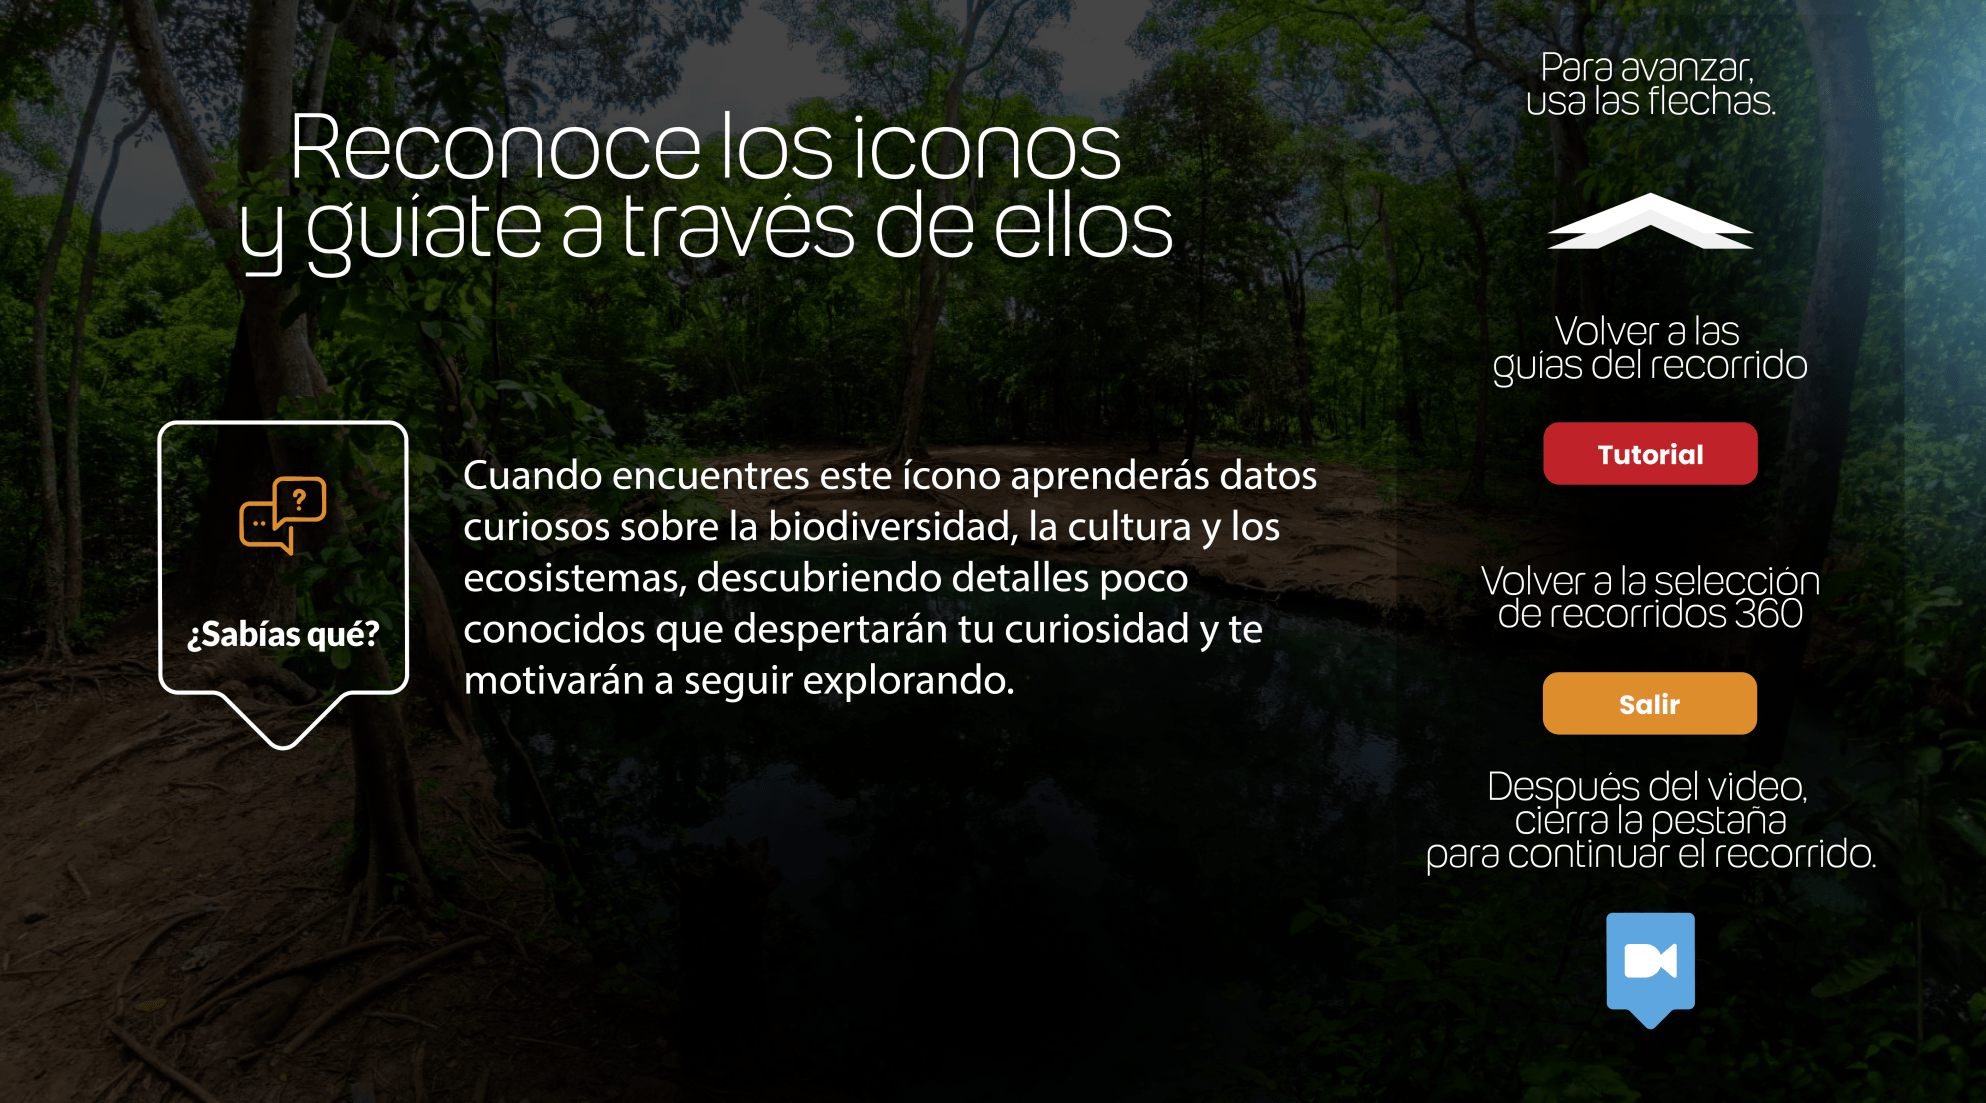 Reconoce los iconos
y guíate a través de ellos
¿Sabías qué?
Cuando encuentres este ícono aprenderás datos
curiosos sobre la biodiversidad, la cultura y los
ecosistemas, descubriendo detalles poco
conocidos que despertarán tu curiosidad y te
motivarán a seguir explorando.
Para avanzar,
usa las flechas.
Volver a las
guías del recorrido
Tutorial
Volver a la selección
de recorridos 360
Salir
Después del video,
cierra la pestaña
para continuar el recorrido.